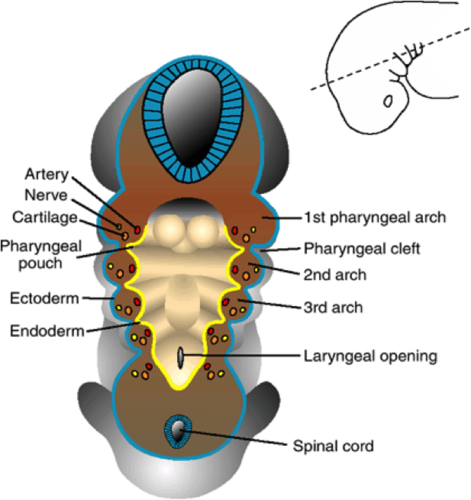 Artery
Nerve
Cartilage
Pharyngeal
pouch
Ectoderm
Endoderm
1st pharyngeal arch
Pharyngeal cleft
2nd arch
3rd arch
Laryngeal opening
Spinal cord